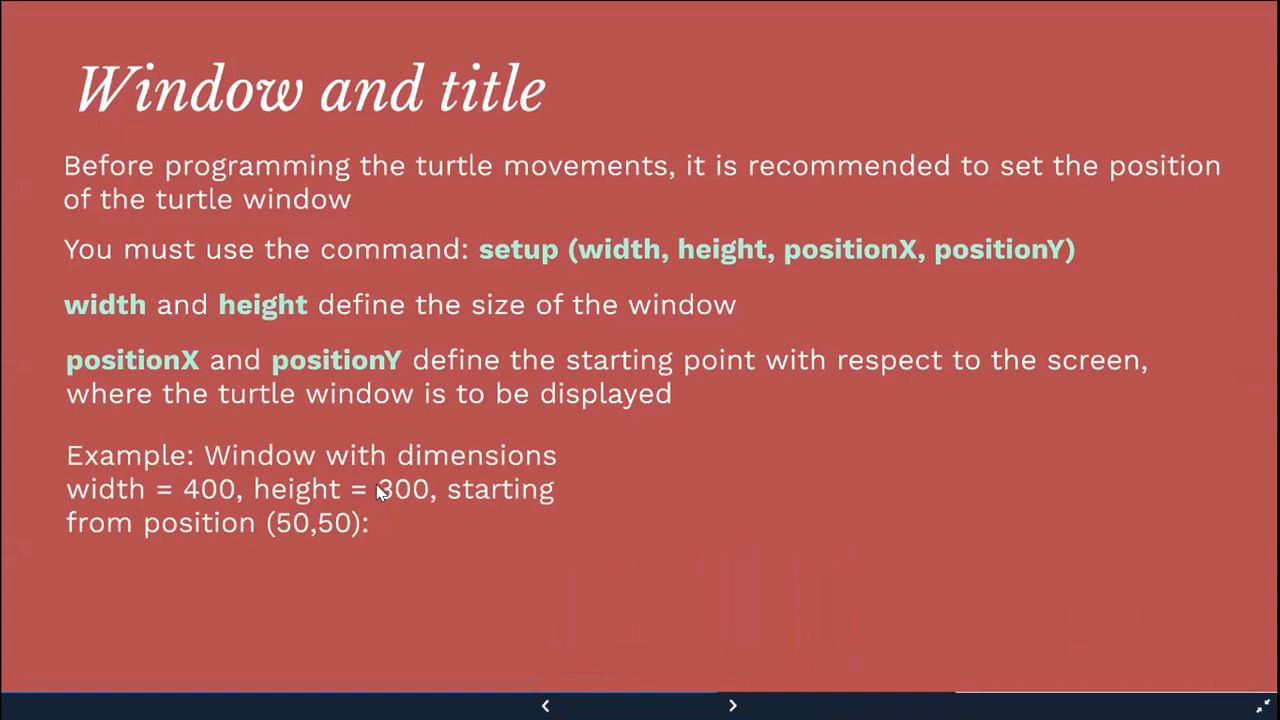 Window and title
Before programming the turtle movements, it is recommended to set the position
of the turtle window
You must use the command: setup (width, height, positionX, positionY)
width and height define the size of the window
positionX and positionY define the starting point with respect to the screen,
where the turtle window is to be displayed
Example: Window with dimensions
width = 400, height = 300, starting
from position (50,50):